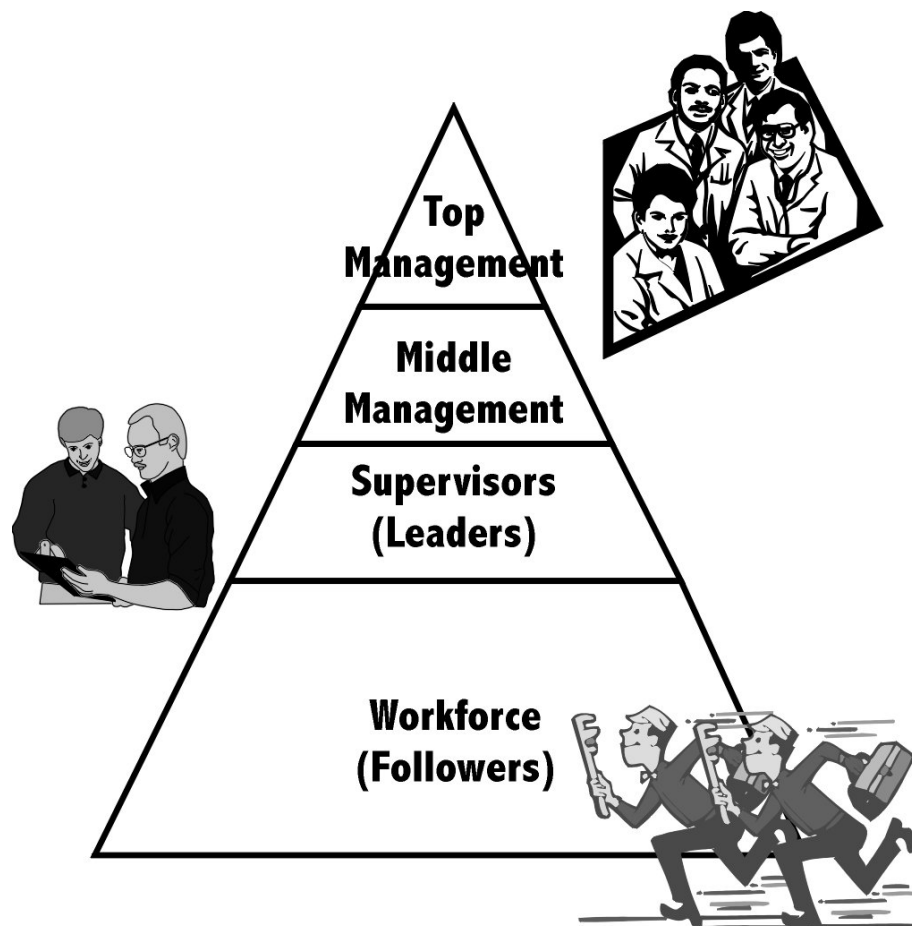 Top
Management
Middle
Management
Supervisors
(Leaders)
Workforce
(Followers)